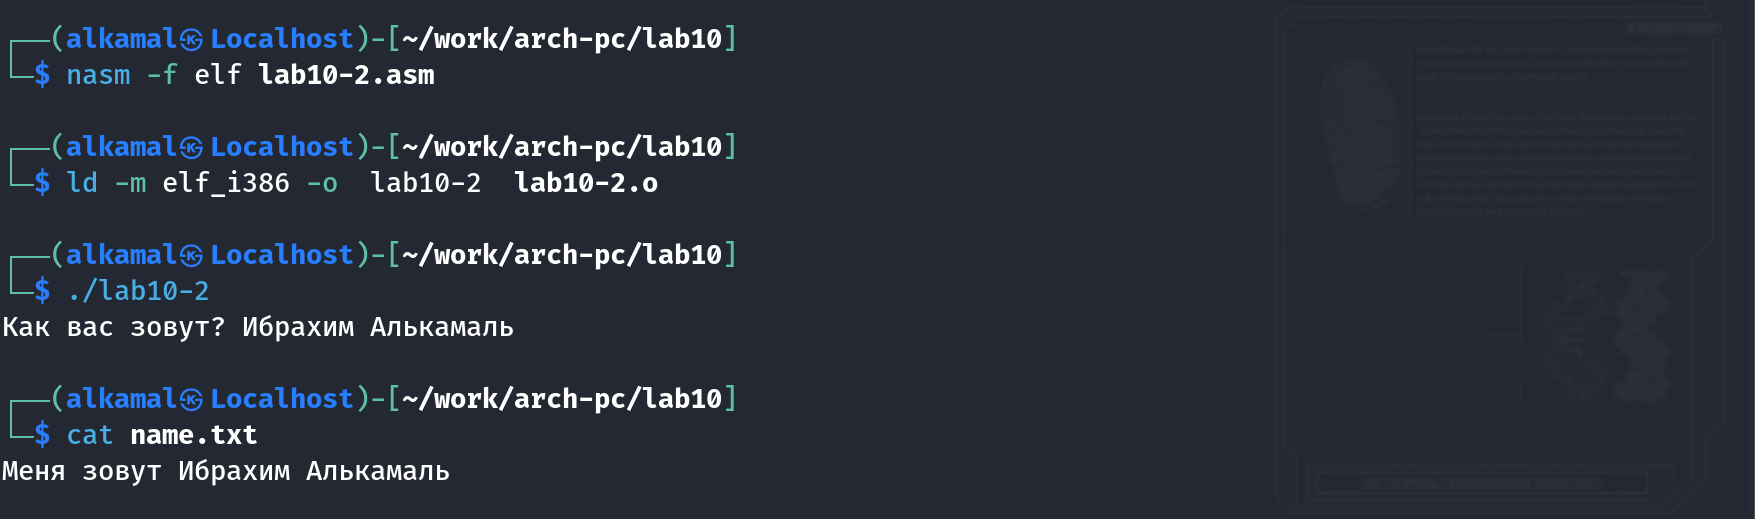 (alkamal㉿Localhost)-[~/work/arch-pc/lab10]
$ nasm -f elf lab10-2.asm
(alkamal㉿Localhost)-[~/work/arch-pc/lab10]
$ ld -m elf_i386 -o  lab10-2  lab10-2.o
(alkamal㉿Localhost)-[~/work/arch-pc/lab10]
$ ./lab10-2
Как вас зовут? Ибрахим Алькамаль
(alkamal㉿Localhost)-[~/work/arch-pc/lab10]
$ cat name.txt
Меня зовут Ибрахим Алькамаль